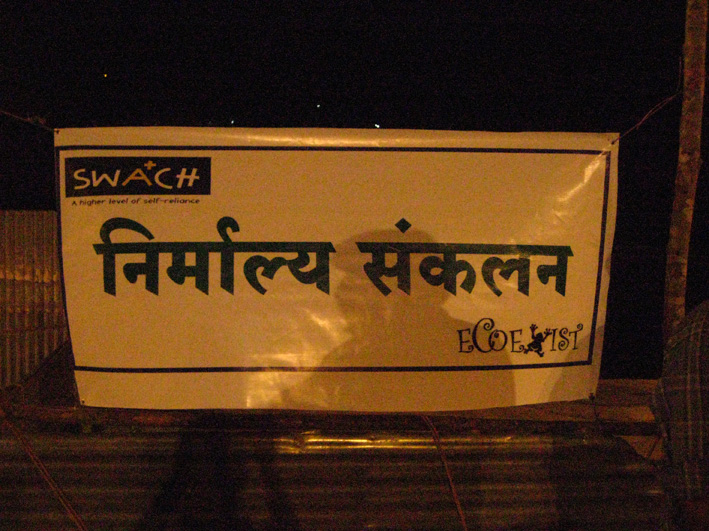 SWACH
A higher level of self-reliance
निर्माल्य संकलन
ECOEXIST